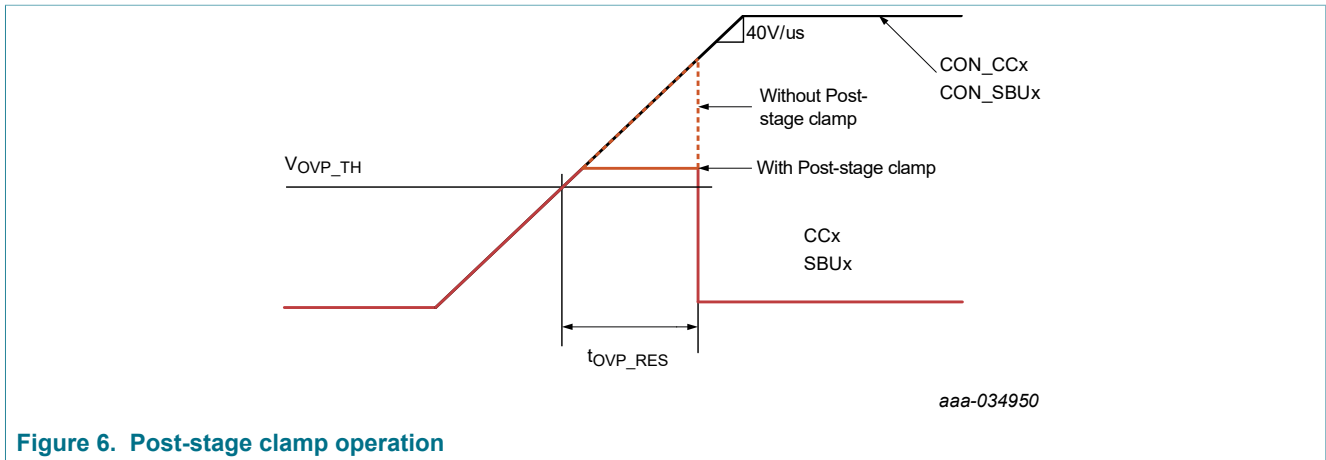 40V/us
CON_CCx
CON_SBUx
Without Post-
stage clamp
VOVP_TH
With Post-stage clamp
CCx
SBUx
tOVP_RES
aaa-034950
Figure 6. Post-stage clamp operation